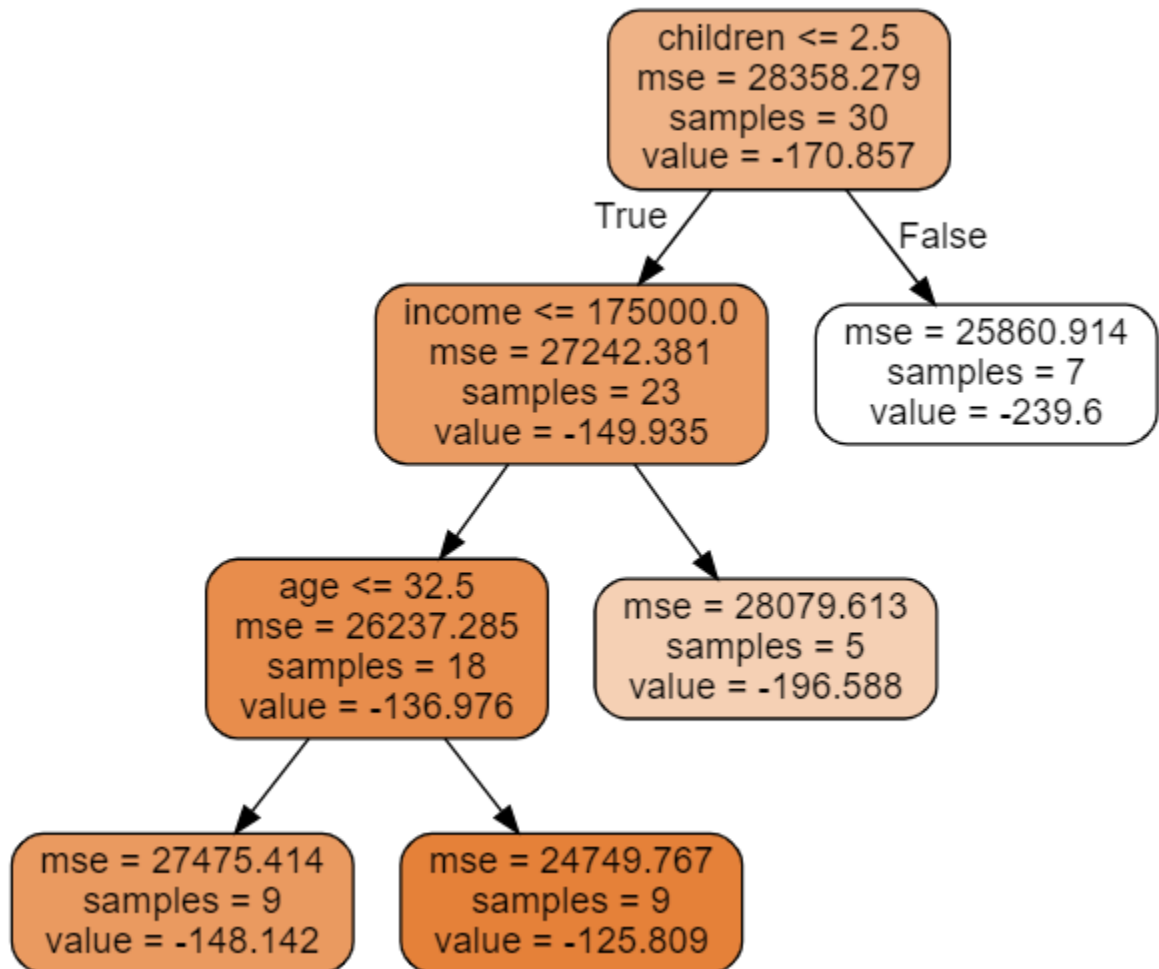 children <= 2.5
mse = 28358.279
samples = 30
value = -170.857
True
False
income <= 175000.0
mse = 27242.381
samples = 23
value = -149.935
mse = 25860.914
samples = 7
value = -239.6
age <= 32.5
mse = 26237.285
samples = 18
value = -136.976
mse = 28079.613
samples = 5
value = -196.588
mse = 27475.414
samples = 9
value = -148.142
mse = 24749.767
samples = 9
value = -125.809